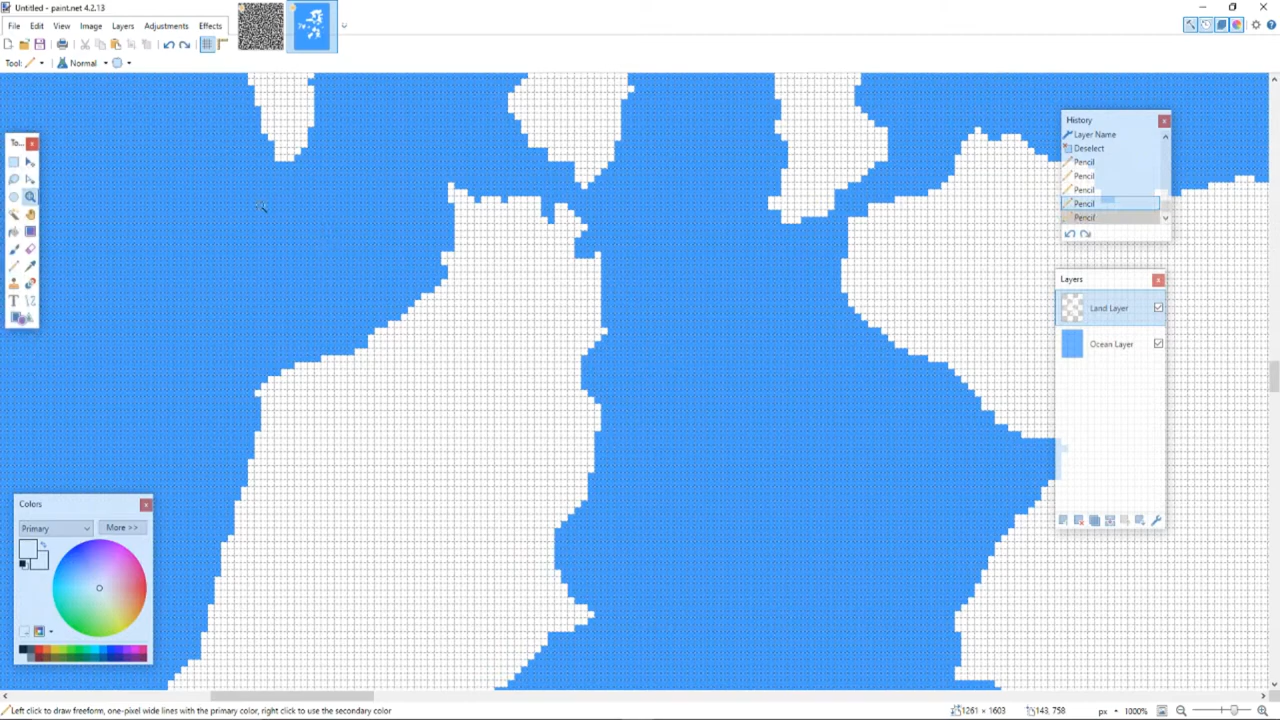 Untitled - paint.net 4.2.13
File Edit View Image Layers Adjustments Effects
Tool:
Normal
To...
History
Layer Name
Deselect
Pencil
Pencil
Pencil
Pencil
Pencil
Layers
Land Layer
Ocean Layer
Colors
Primary
More >>
Left click to draw freeform, one-pixel wide lines with the primary color, right click to use the secondary color
1261 × 1603
143, 758
px
1000%